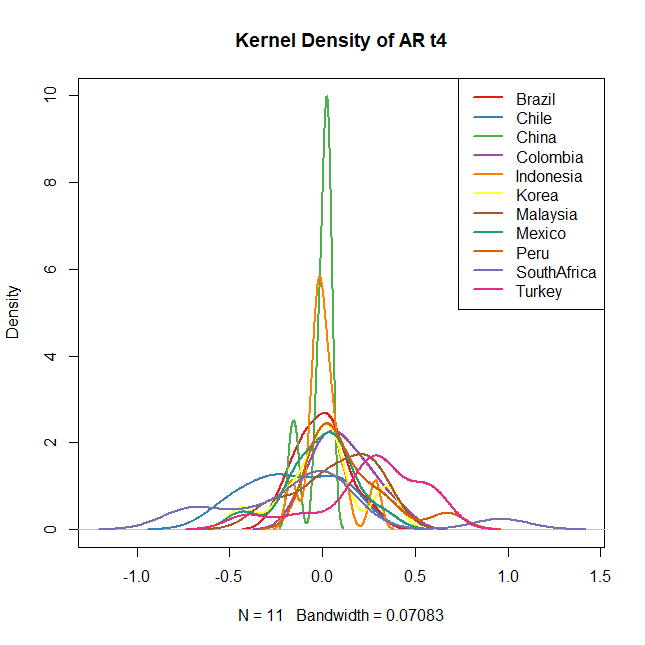 Kernel Density of AR t4
Density
10
8
6
4
2
0
Brazil
Chile
China
Colombia
Indonesia
Korea
Malaysia
Mexico
Peru
SouthAfrica
Turkey
-1.0 -0.5 0.0 0.5 1.0 1.5
N = 11 Bandwidth = 0.07083